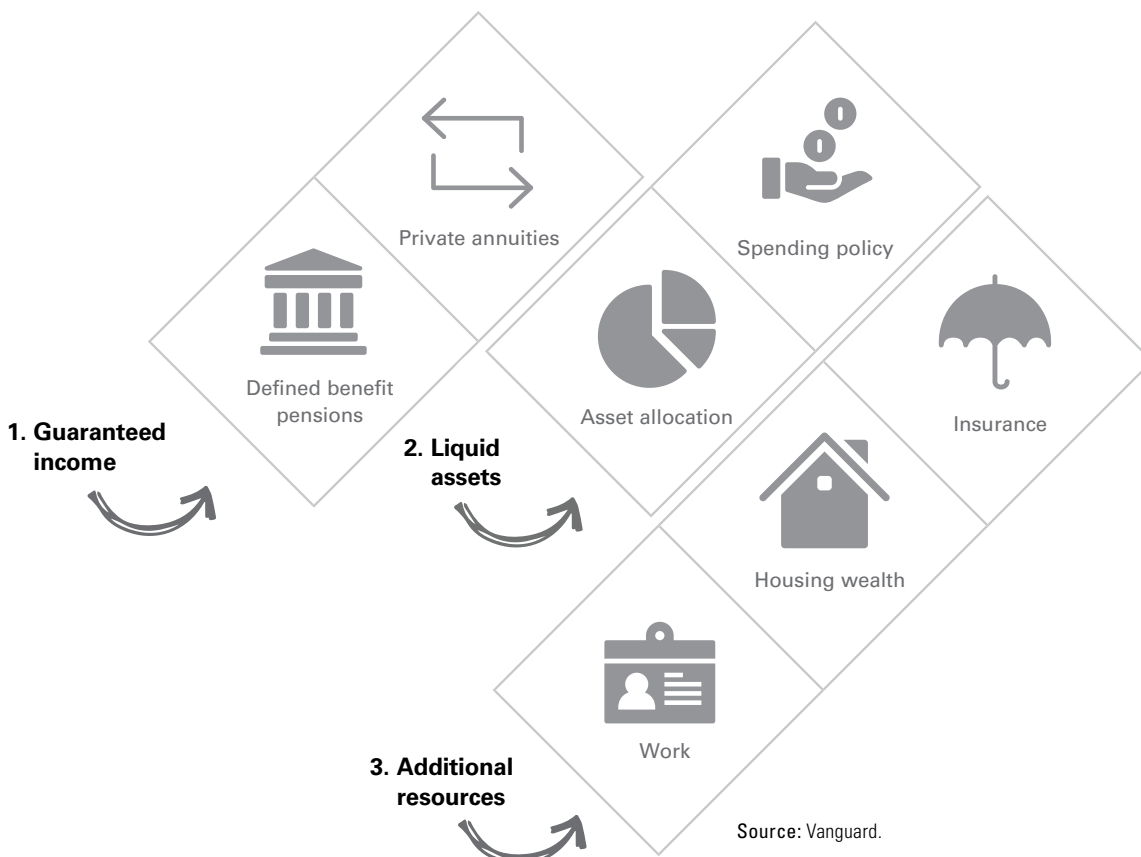 Private annuities
Defined benefit
pensions
1. Guaranteed
income
Spending policy
Asset allocation
2. Liquid
assets
Insurance
Housing wealth
Work
3. Additional
resources
Source: Vanguard.